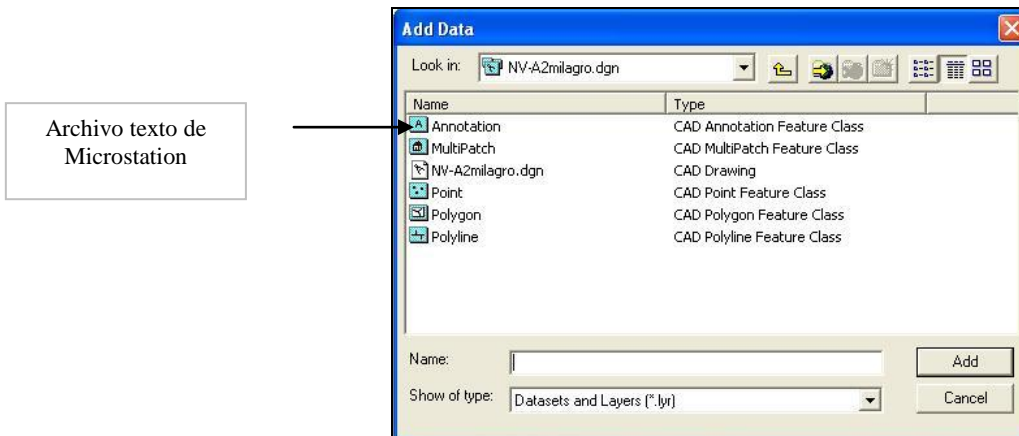 Archivo texto de
Microstation
Add Data
Look in: NV-A2milagro.dgn
Name Type
Annotation CAD Annotation Feature Class
MultiPatch CAD MultiPatch Feature Class
NV-A2milagro.dgn CAD Drawing
Point CAD Point Feature Class
Polygon CAD Polygon Feature Class
Polyline CAD Polyline Feature Class
Name: Add
Show of type: Datasets and Layers (*.lyr) Cancel